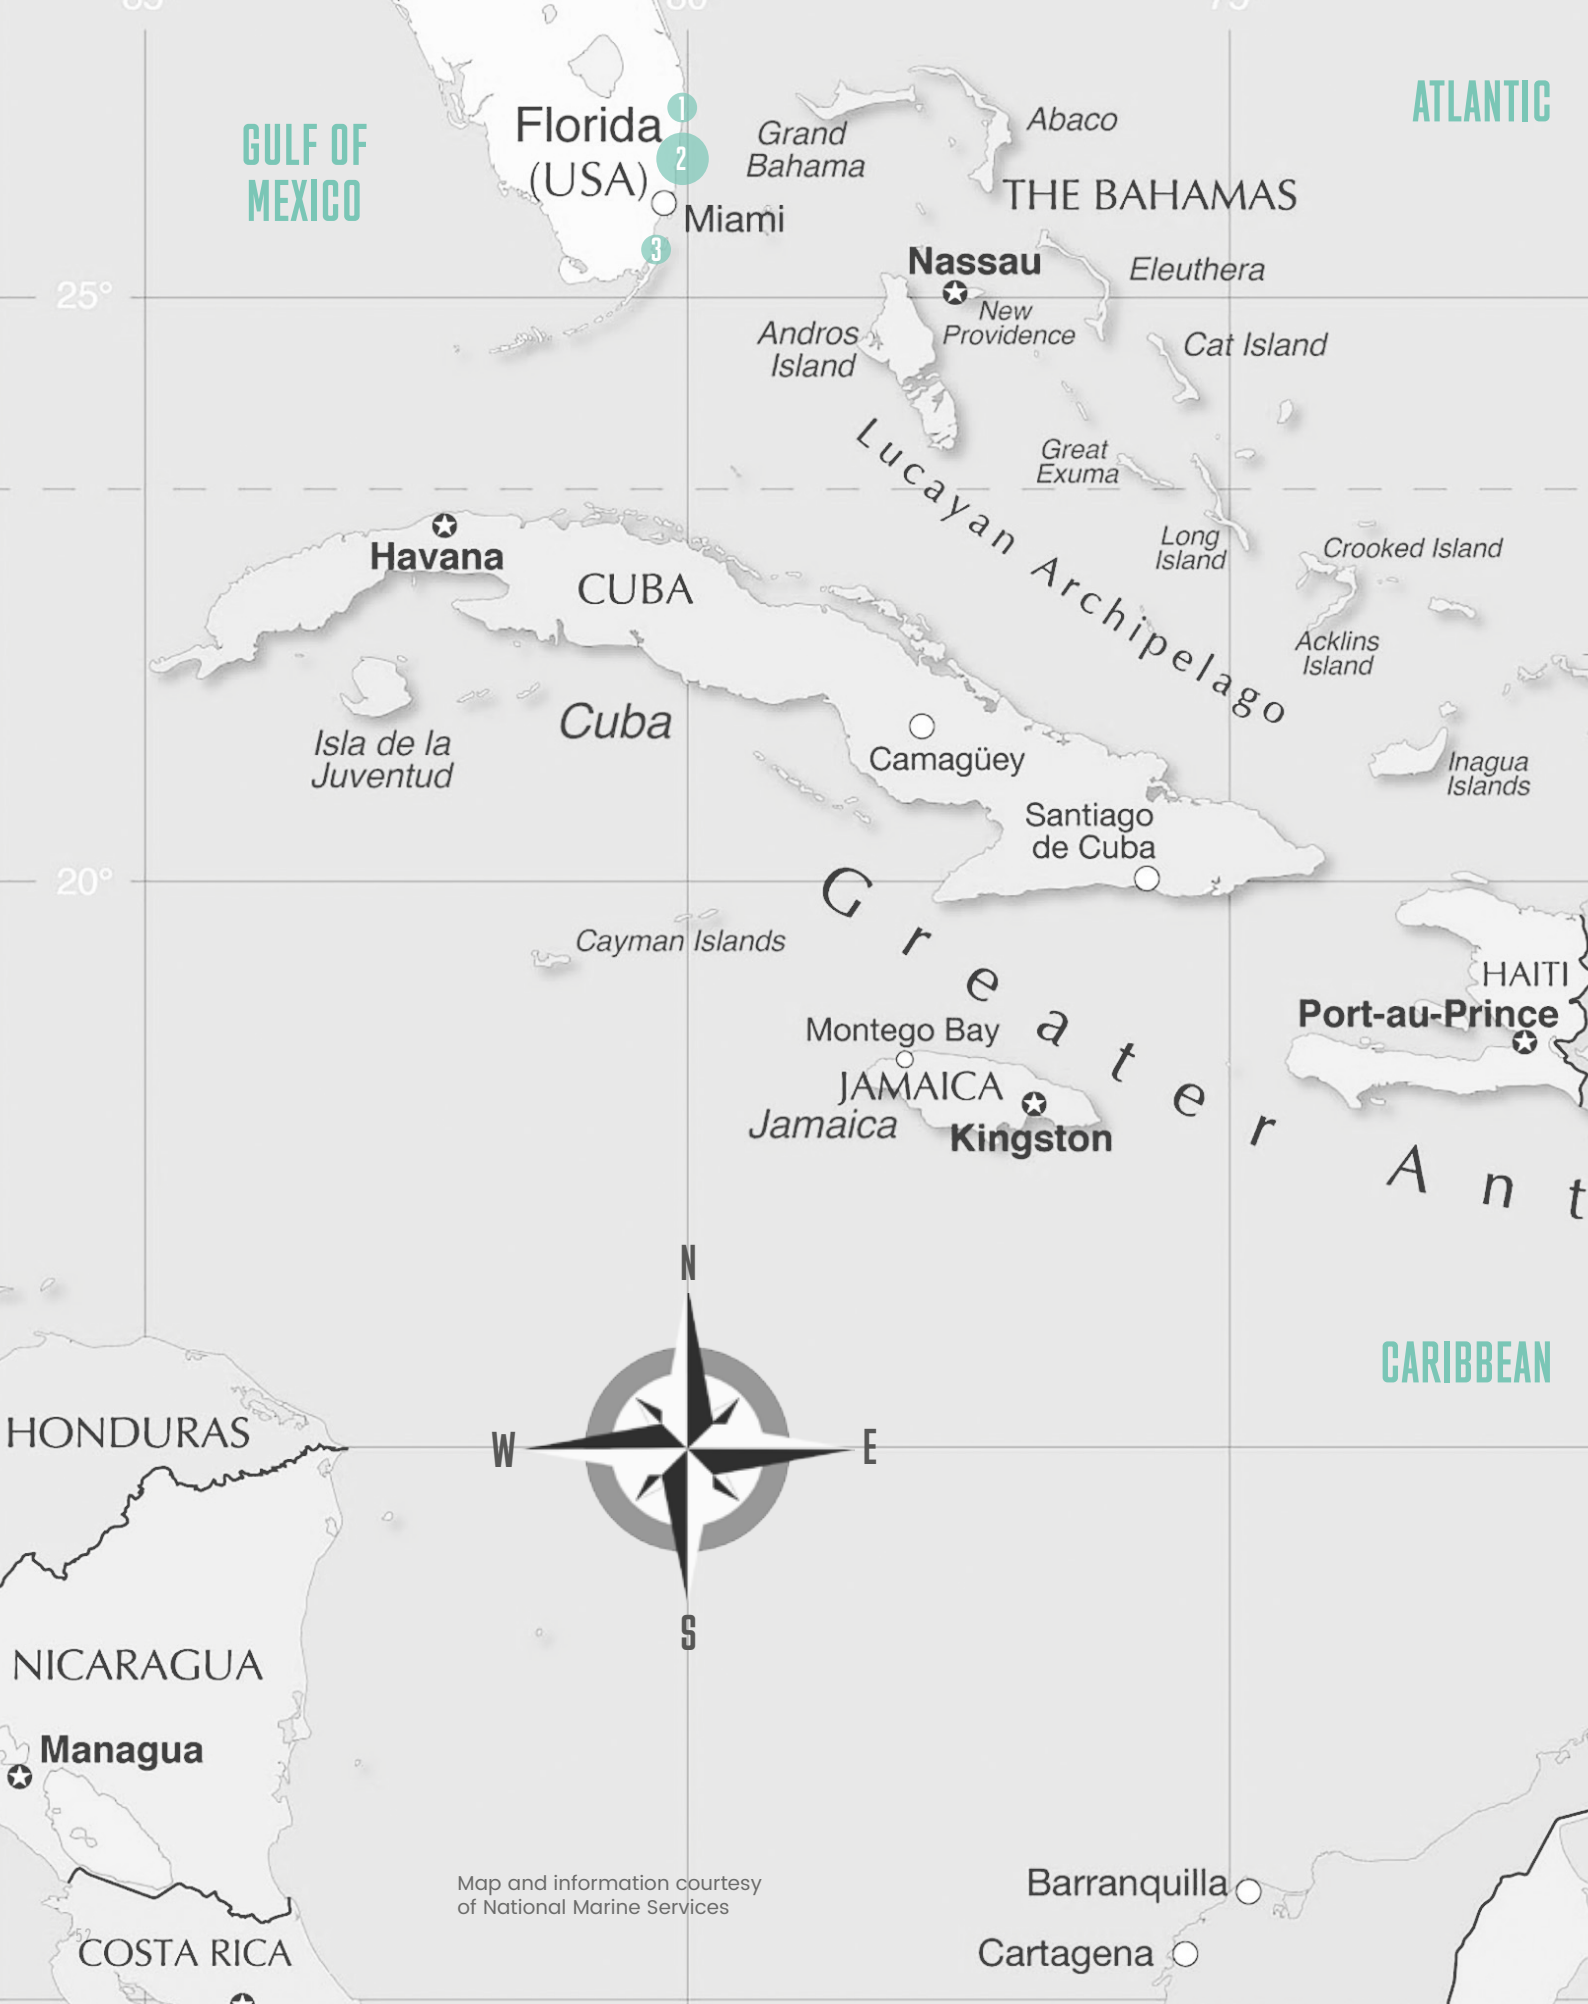 85
80
75
ATLANTIC
GULF OF
MEXICO
1
Florida
2
(USA)
Miami
3
Grand
Bahama
Abaco
THE BAHAMAS
Nassau
Eleuthera
25°
New
Providence
Andros
Island
Cat Island
Great
Exuma
Lucayan Archipelago
Long
Island
Crooked Island
Acklins
Island
Havana
CUBA
Cuba
Isla de la
Juventud
Camagüey
Inagua
Islands
Santiago
de Cuba
20°
Greater Ant
Cayman Islands
HAITI
Port-au-Prince
Montego Bay
JAMAICA
Jamaica
Kingston
N
CARIBBEAN
HONDURAS
W
E
S
NICARAGUA
Managua
Map and information courtesy
of National Marine Services
Barranquilla
Cartagena
COSTA RICA